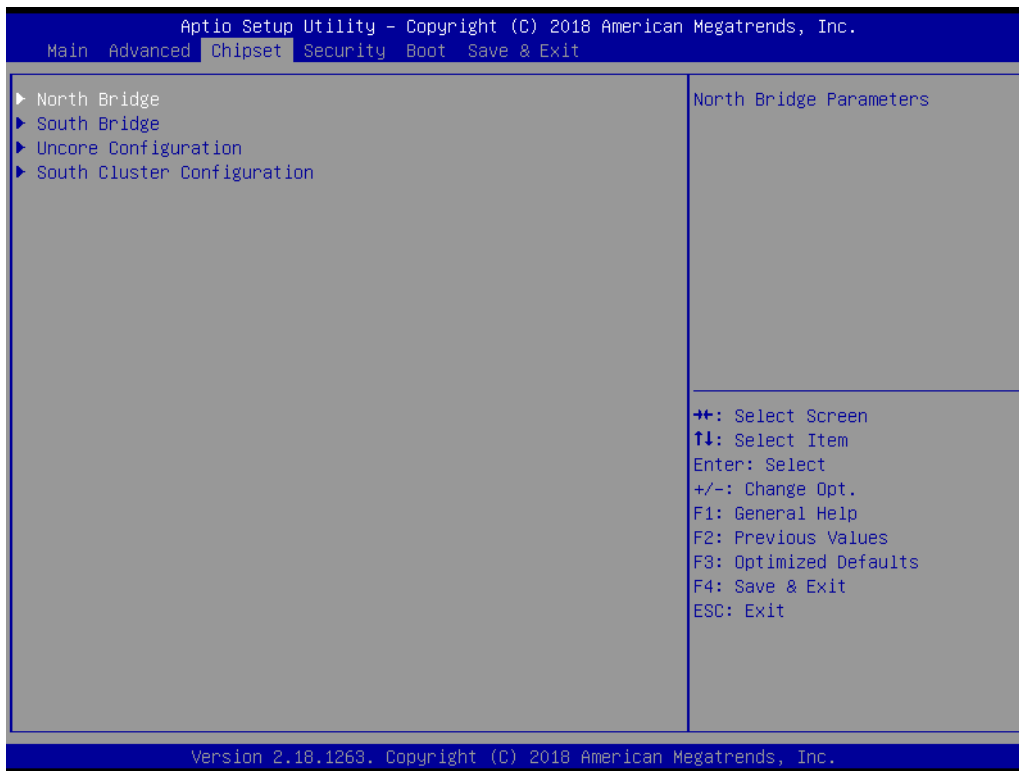 Aptio Setup Utility – Copyright (C) 2018 American Megatrends, Inc.
Main Advanced Chipset Security Boot Save & Exit
▶ North Bridge
▶ South Bridge
▶ Uncore Configuration
▶ South Cluster Configuration
North Bridge Parameters
→←: Select Screen
↑↓: Select Item
Enter: Select
+/-: Change Opt.
F1: General Help
F2: Previous Values
F3: Optimized Defaults
F4: Save & Exit
ESC: Exit
Version 2.18.1263. Copyright (C) 2018 American Megatrends, Inc.